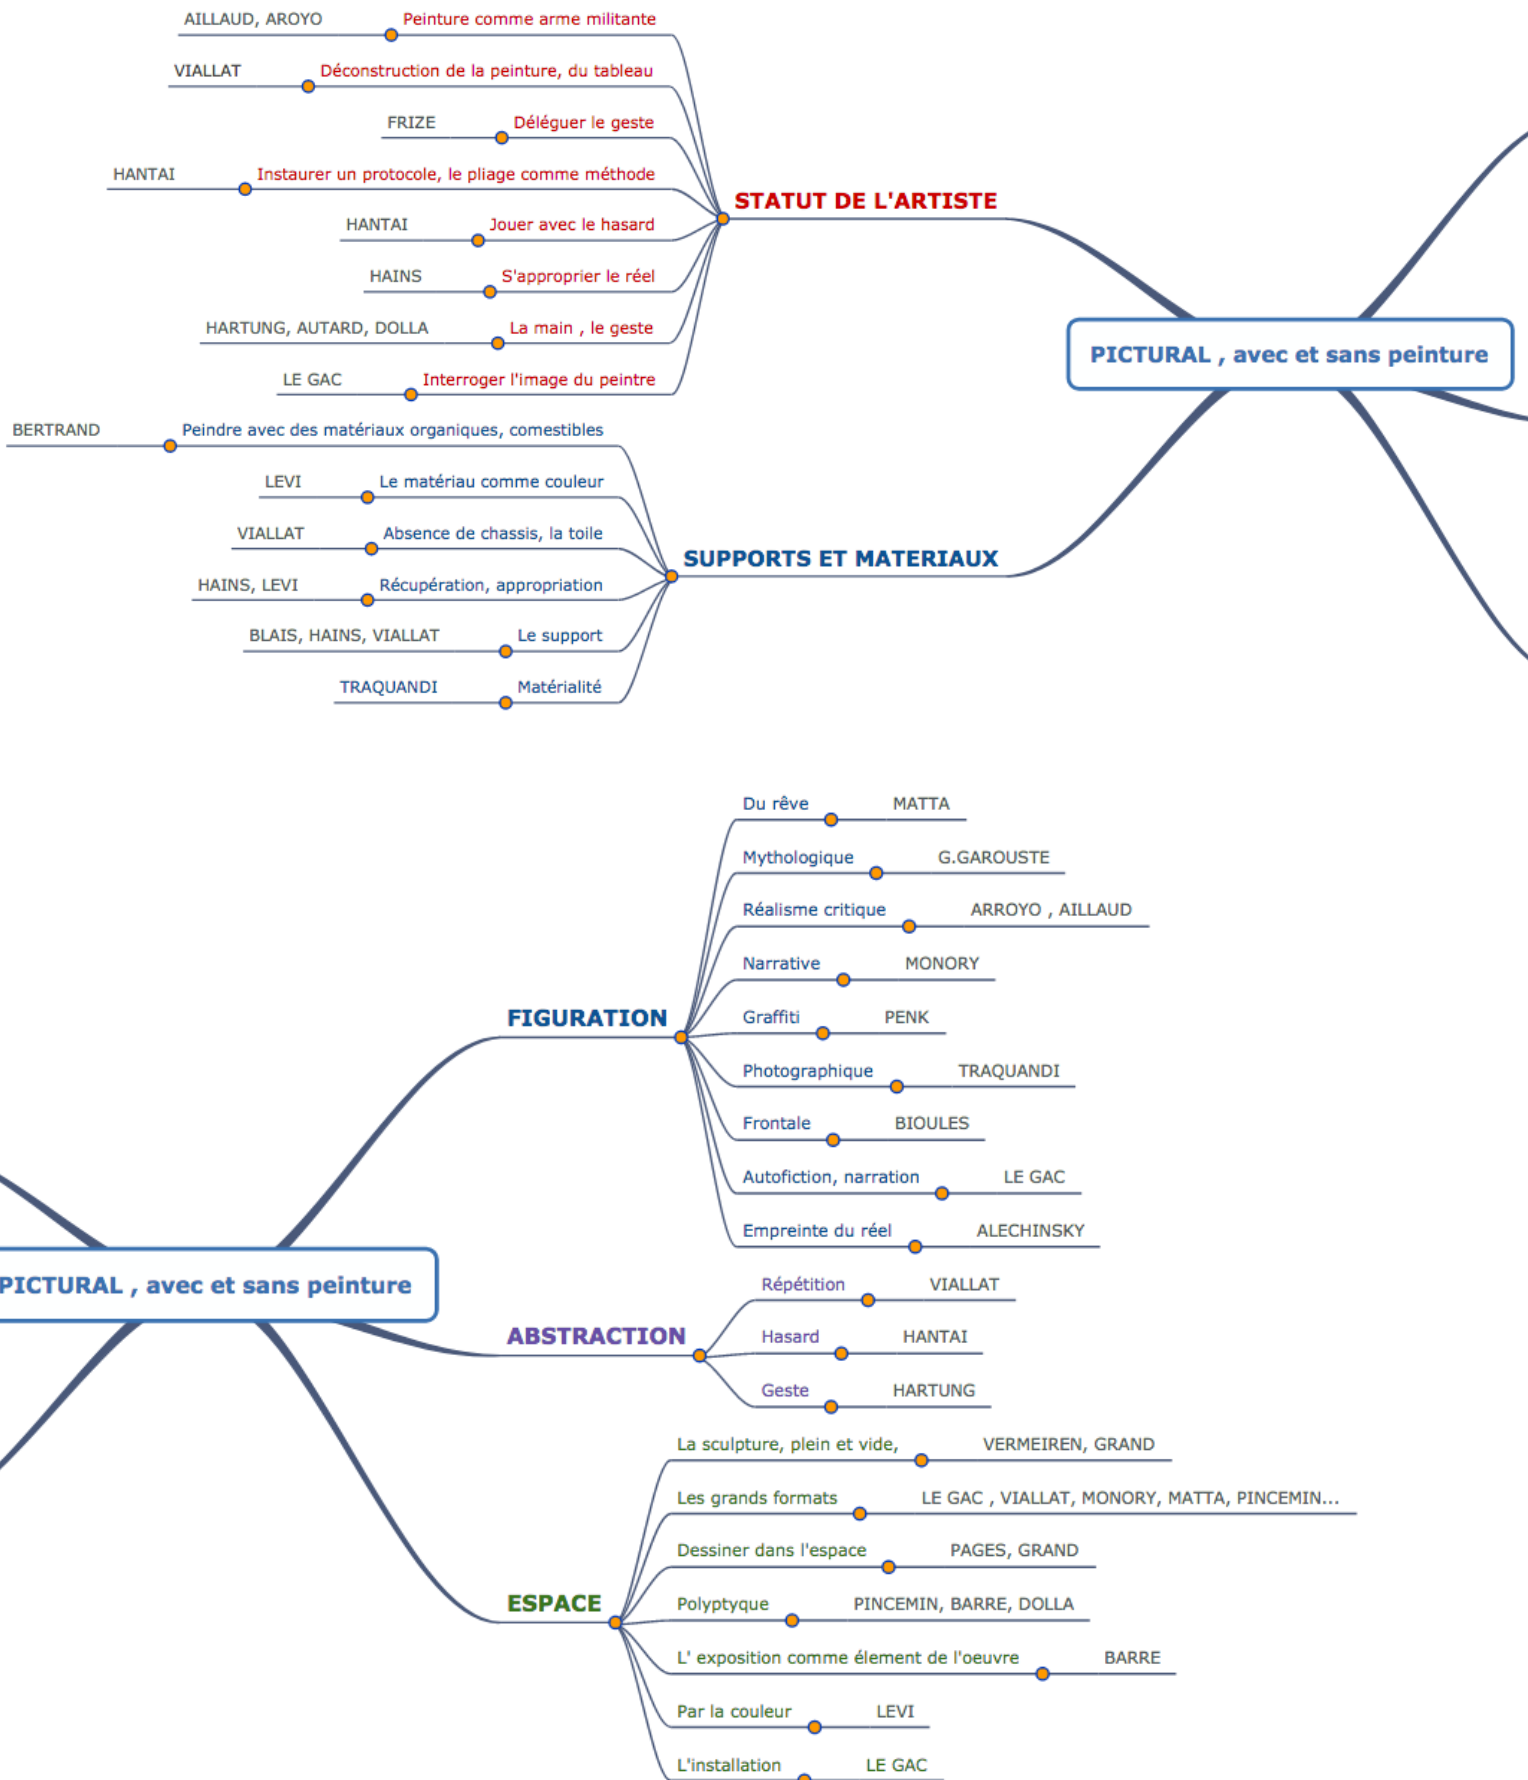 AILLAUD, AROYO Peinture comme arme militante
VIALLAT Déconstruction de la peinture, du tableau
FRIZE Déléguer le geste
HANTAI Instaurer un protocole, le pliage comme méthode
HANTAI Jouer avec le hasard
HAINS S'approprier le réel
HARTUNG, AUTARD, DOLLA La main , le geste
LE GAC Interroger l'image du peintre
STATUT DE L'ARTISTE
PICTURAL , avec et sans peinture
BERTRAND Peindre avec des matériaux organiques, comestibles
LEVI Le matériau comme couleur
VIALLAT Absence de chassis, la toile
HAINS, LEVI Récupération, appropriation
BLAIS, HAINS, VIALLAT Le support
TRAQUANDI Matérialité
SUPPORTS ET MATERIAUX
PICTURAL , avec et sans peinture
FIGURATION
Du rêve MATTA
Mythologique G.GAROUSTE
Réalisme critique ARROYO , AILLAUD
Narrative MONORY
Graffiti PENK
Photographique TRAQUANDI
Frontale BIOULES
Autofiction, narration LE GAC
Empreinte du réel ALECHINSKY
ABSTRACTION
Répétition VIALLAT
Hasard HANTAI
Geste HARTUNG
ESPACE
La sculpture, plein et vide, VERMEIREN, GRAND
Les grands formats LE GAC , VIALLAT, MONORY, MATTA, PINCEMIN...
Dessiner dans l'espace PAGES, GRAND
Polyptyque PINCEMIN, BARRE, DOLLA
L' exposition comme élement de l'oeuvre BARRE
Par la couleur LEVI
L'installation LE GAC